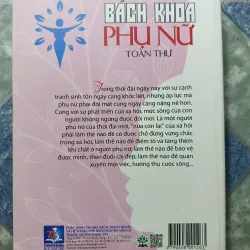 BÁCH KHOA
PHỤ NỮ
TOÀN THƯ
Trong thời đại ngày nay với sự cạnh
tranh sinh tồn ngày càng khốc liệt, những áp lực mà
phụ nữ phải đối mặt cũng ngày càng nặng nề hơn.
Cùng với sự phát triển của xã hội, mức sống của con
người không ngừng được đổi mới. Là một người
phụ nữ của thời đại mới, "nửa còn lại" của xã hội
phải làm thế nào để có được chỗ đứng vững chắc
trong xã hội, làm thế nào để điềm tĩnh và tăng thêm
khí chất ở người phụ nữ; làm thế nào để bảo vệ
được mình, theo đuổi cái đẹp; làm thế nào để quán
xuyến mọi việc, hưởng thụ cuộc sống...